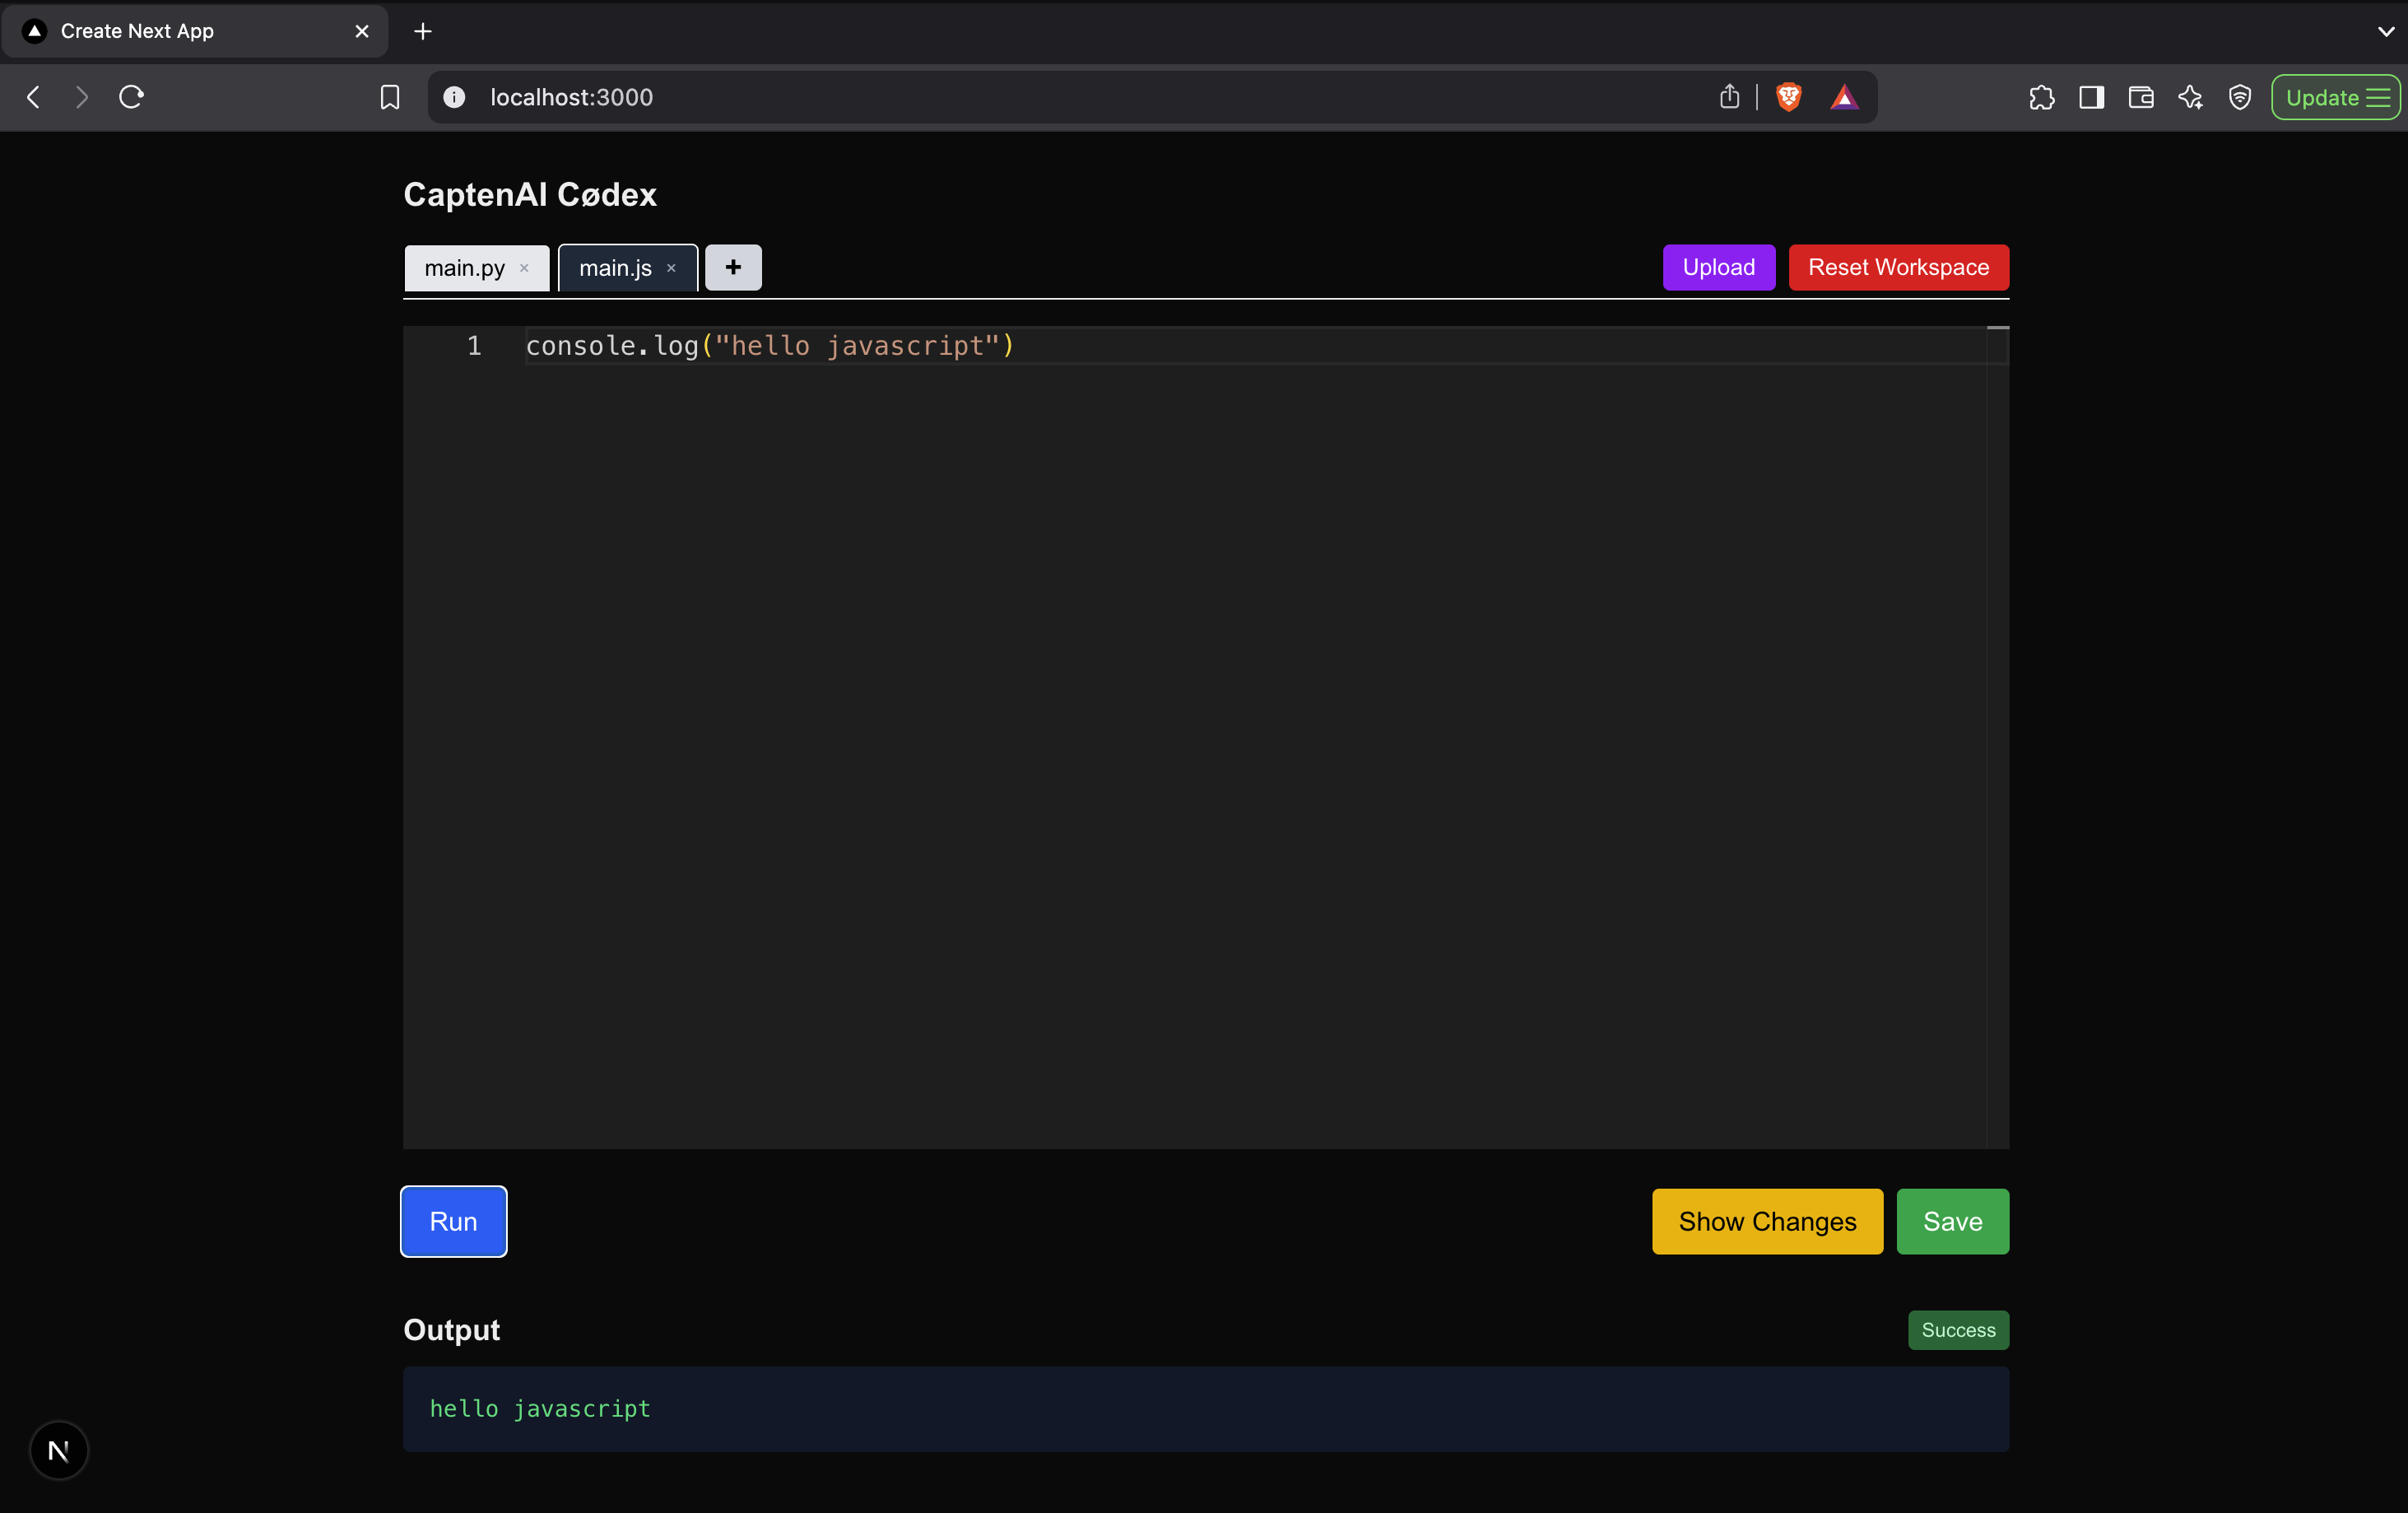 Create Next App
localhost:3000
Update
CaptenAI Cødex
main.py ×
main.js ×
+
Upload
Reset Workspace
1 console.log("hello javascript")
Run
Show Changes
Save
Output
Success
hello javascript
N